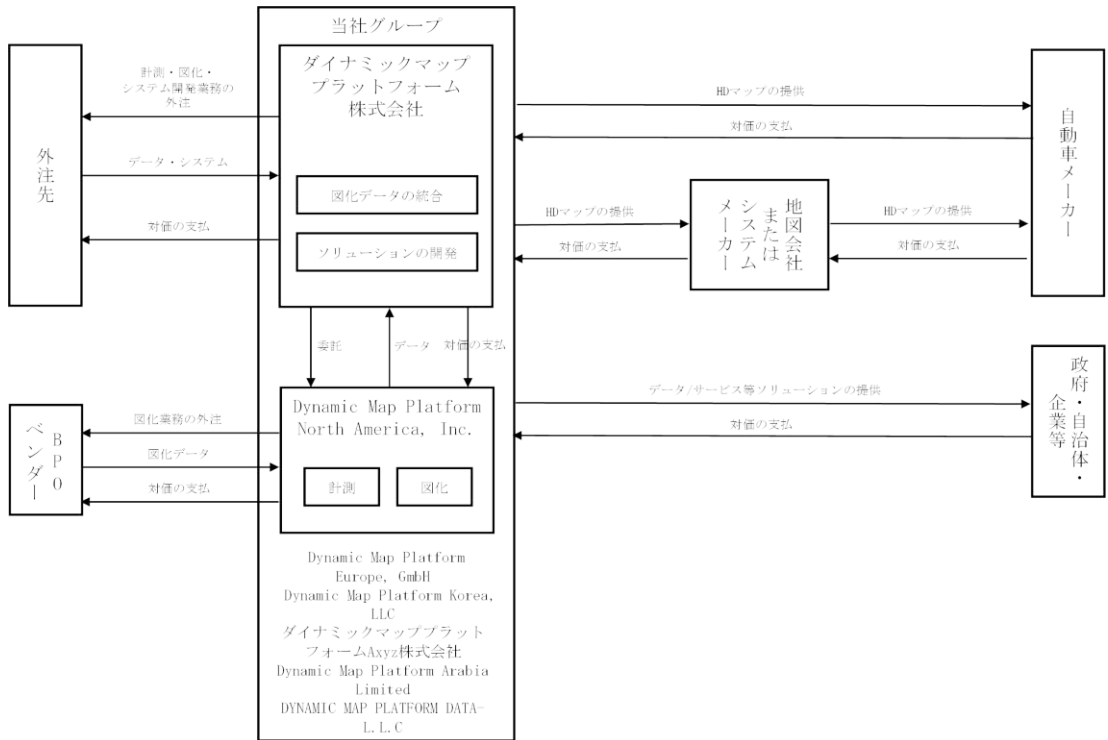 当社グループ
ダイナミックマップ
プラットフォーム
株式会社
図化データの統合
ソリューションの開発
外注先
計測・図化・
システム開発業務の
外注
データ・システム
対価の支払
HDマップの提供
対価の支払
自動車メーカー
HDマップの提供
対価の支払
地図会社
または
システム
メーカー
HDマップの提供
対価の支払
委託
データ
対価の支払
Dynamic Map Platform
North America, Inc.
計測
図化
BPO
ベンダー
図化業務の外注
図化データ
対価の支払
データ/サービス等ソリューションの提供
対価の支払
政府・自治体・
企業等
Dynamic Map Platform
Europe, GmbH
Dynamic Map Platform Korea,
LLC
ダイナミックマッププラット
フォームAxyz株式会社
Dynamic Map Platform Arabia
Limited
DYNAMIC MAP PLATFORM DATA-
L.L.C